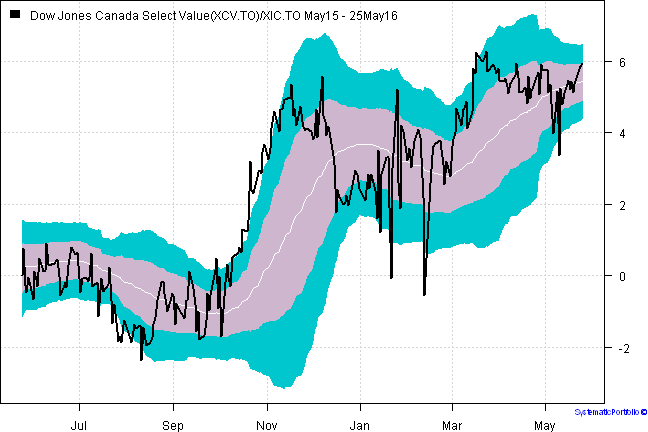 Dow Jones Canada Select Value(XCV.TO)/XIC.TO May15 - 25May16
6
4
2
0
-2
Jul Sep Nov Jan Mar May
SystematicPortfolio ©